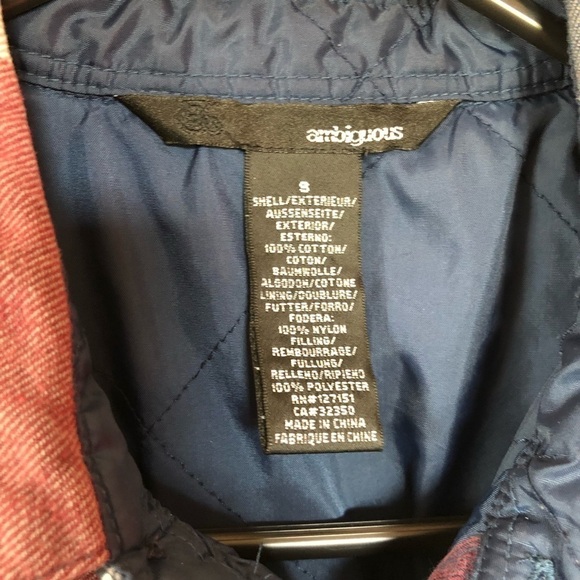 ambiguous
S
SHELL/EXTERIEUR/
AUSSENSEITE/
EXTERIOR/
ESTERNO:
100% COTTON/
COTON/
BAUMWOLLE/
ALGODON/COTONE
LINING/DOUBLURE/
FUTTER/FORRO/
FODERA:
100% NYLON
FILLING/
REMBOURRAGE/
FULLUNG/
RELLENO/RIPIENO
100% POLYESTER
RN#127151
CA#32350
MADE IN CHINA
FABRIQUE EN CHINE